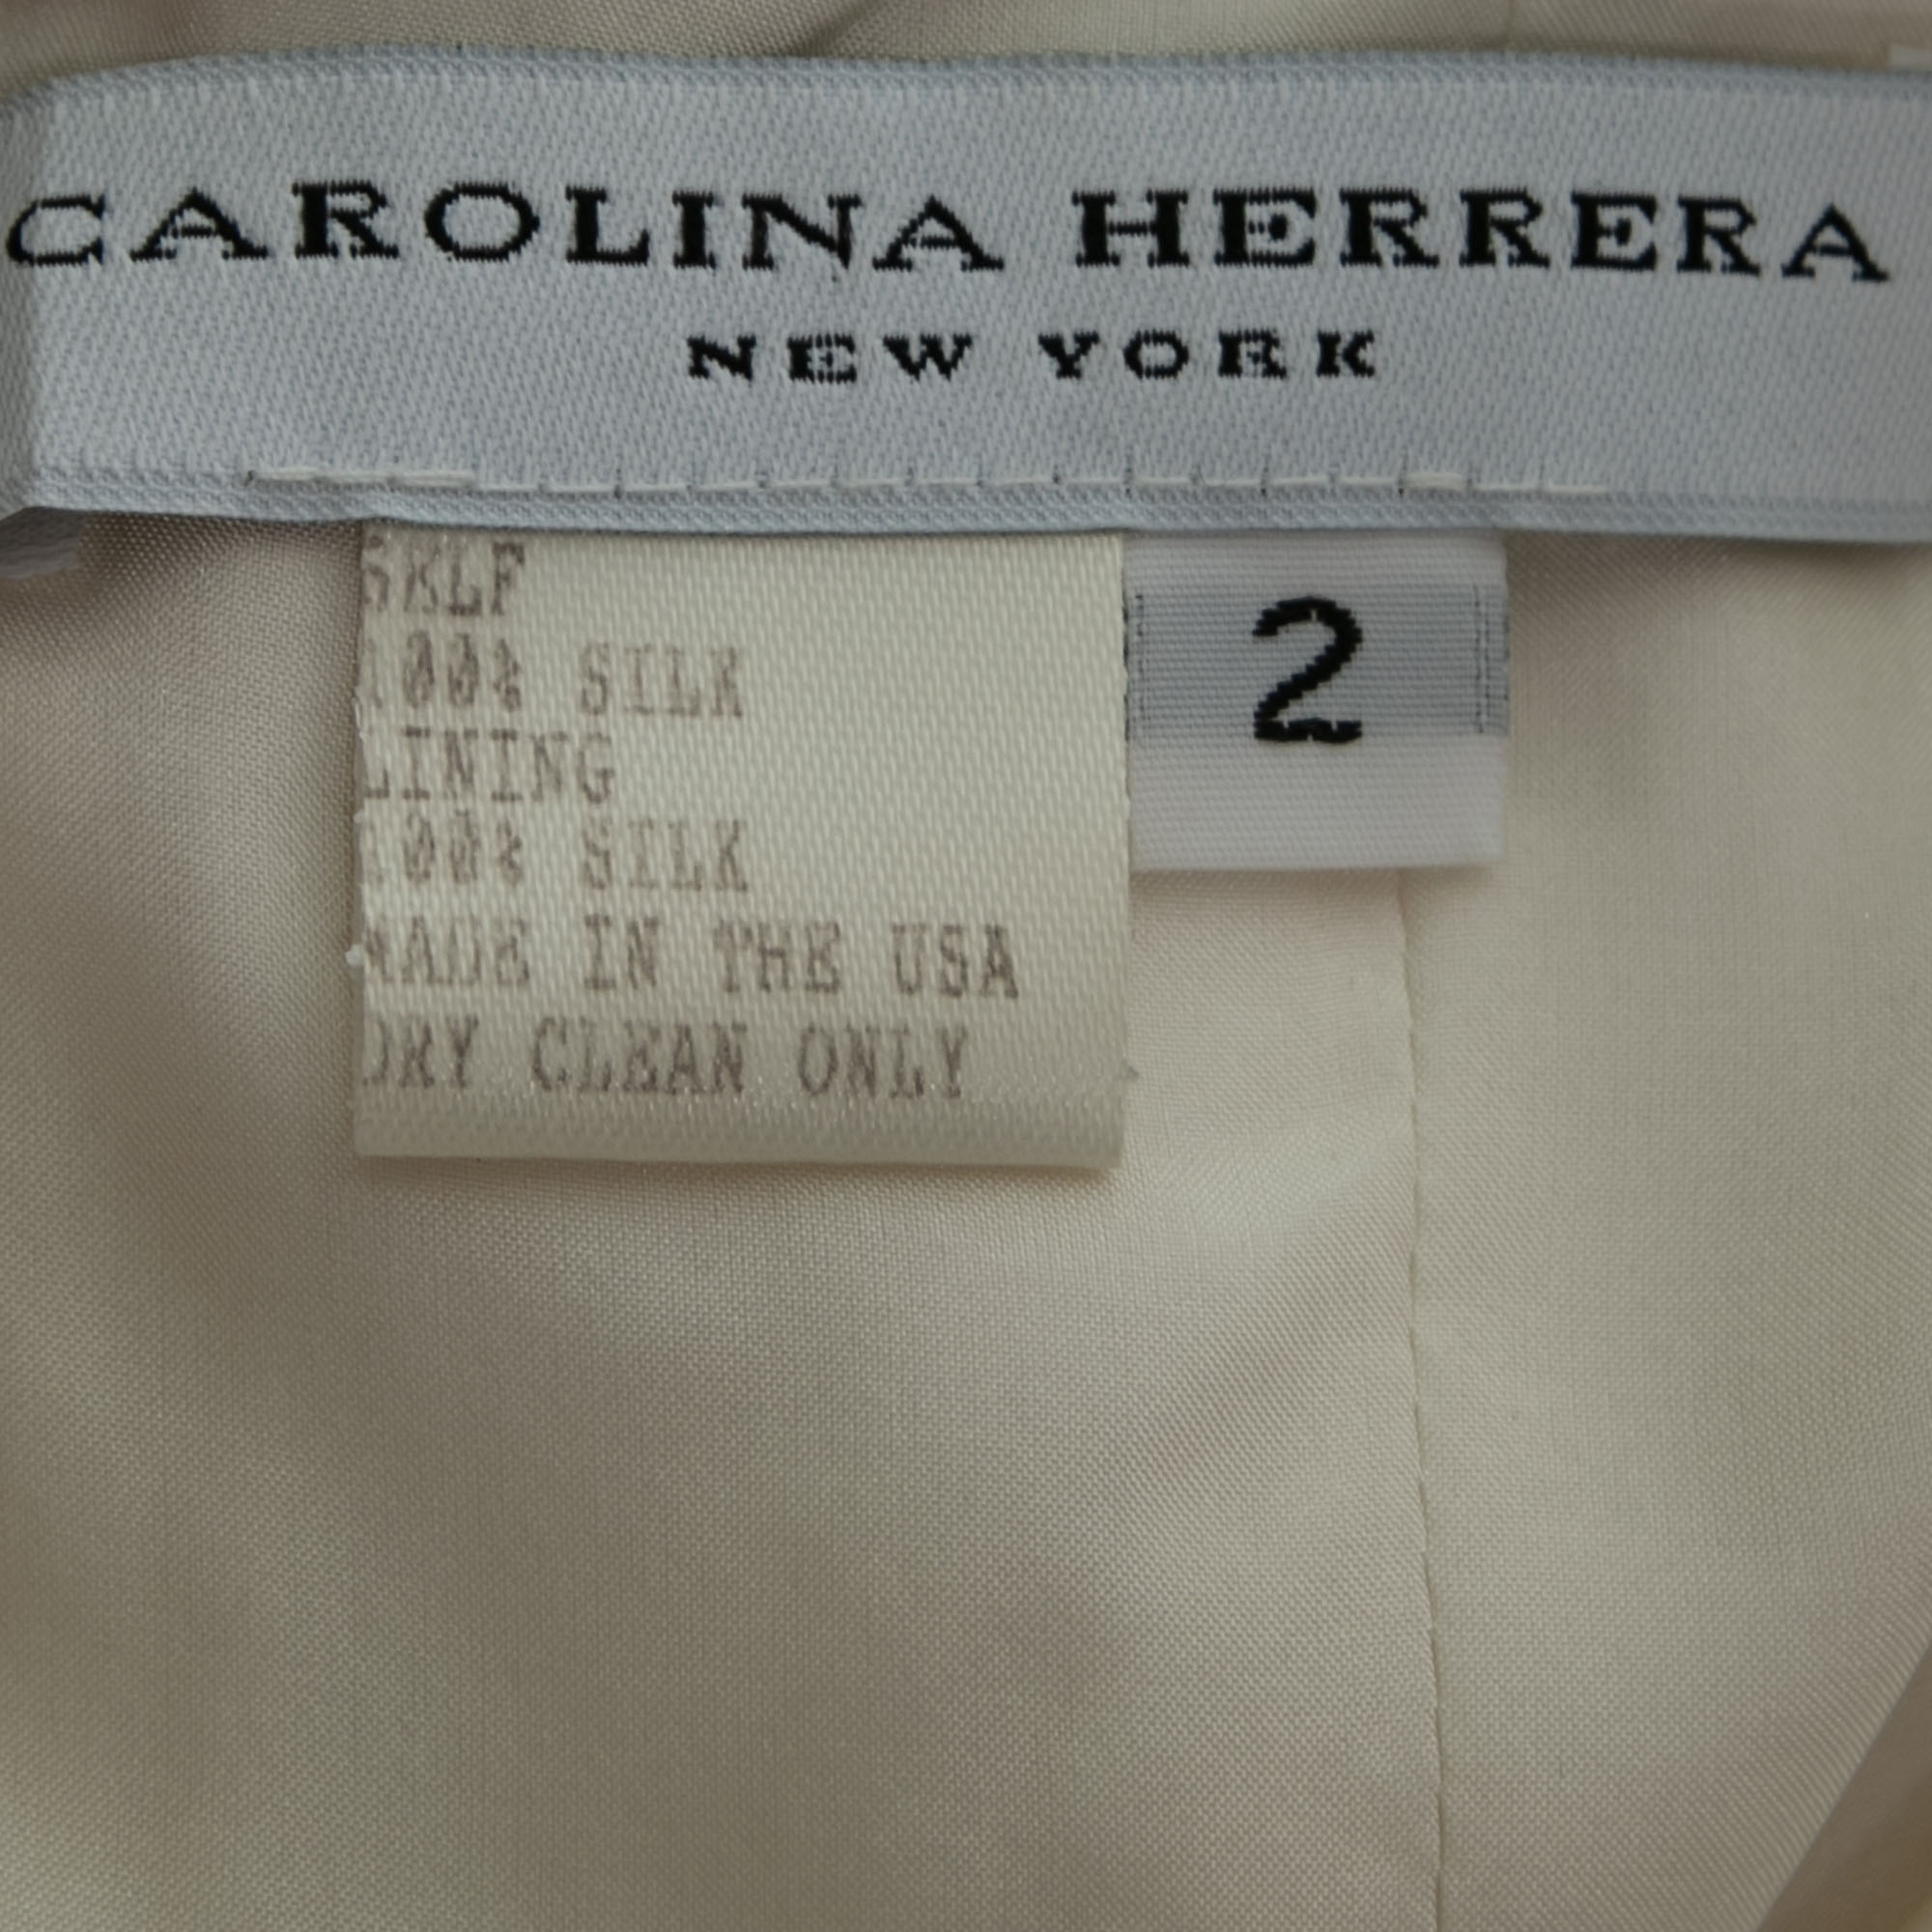 CAROLINA HERRERA
NEW YORK
SELF
100% SILK
LINING
100% SILK
MADE IN THE USA
DRY CLEAN ONLY
2